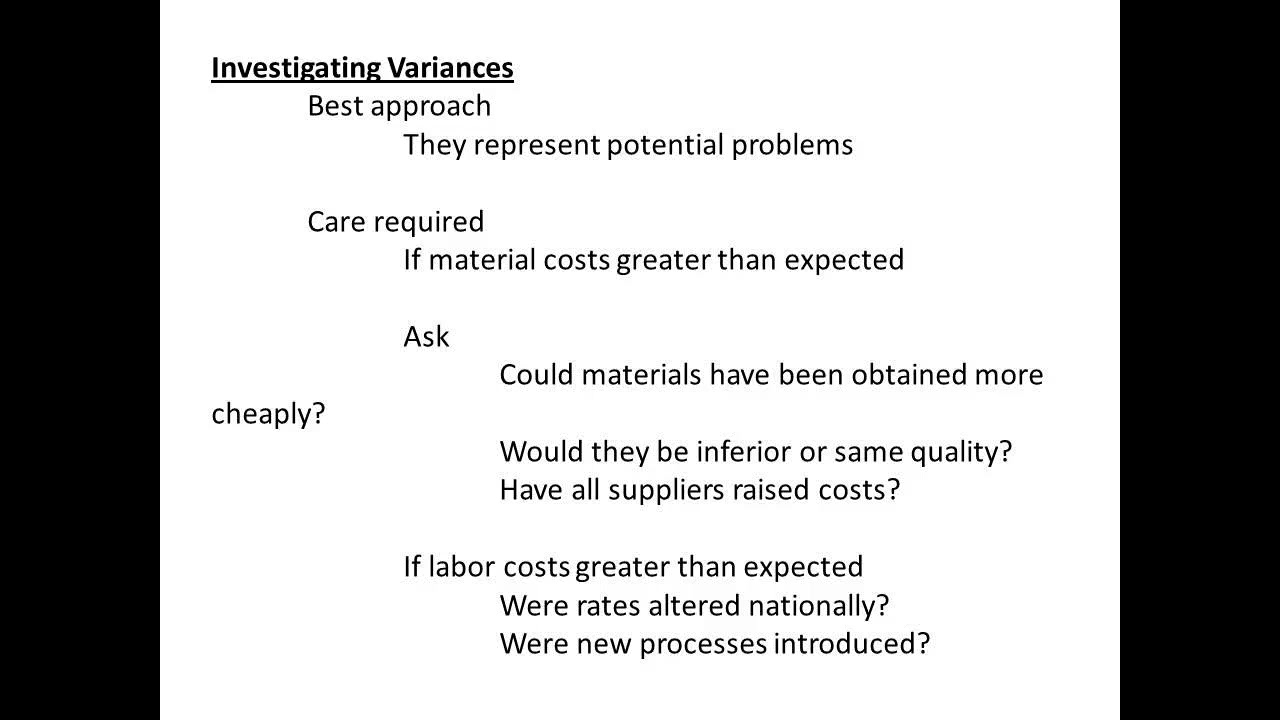 Investigating Variances
Best approach
They represent potential problems
Care required
If material costs greater than expected
Ask
Could materials have been obtained more
cheaply?
Would they be inferior or same quality?
Have all suppliers raised costs?
If labor costs greater than expected
Were rates altered nationally?
Were new processes introduced?